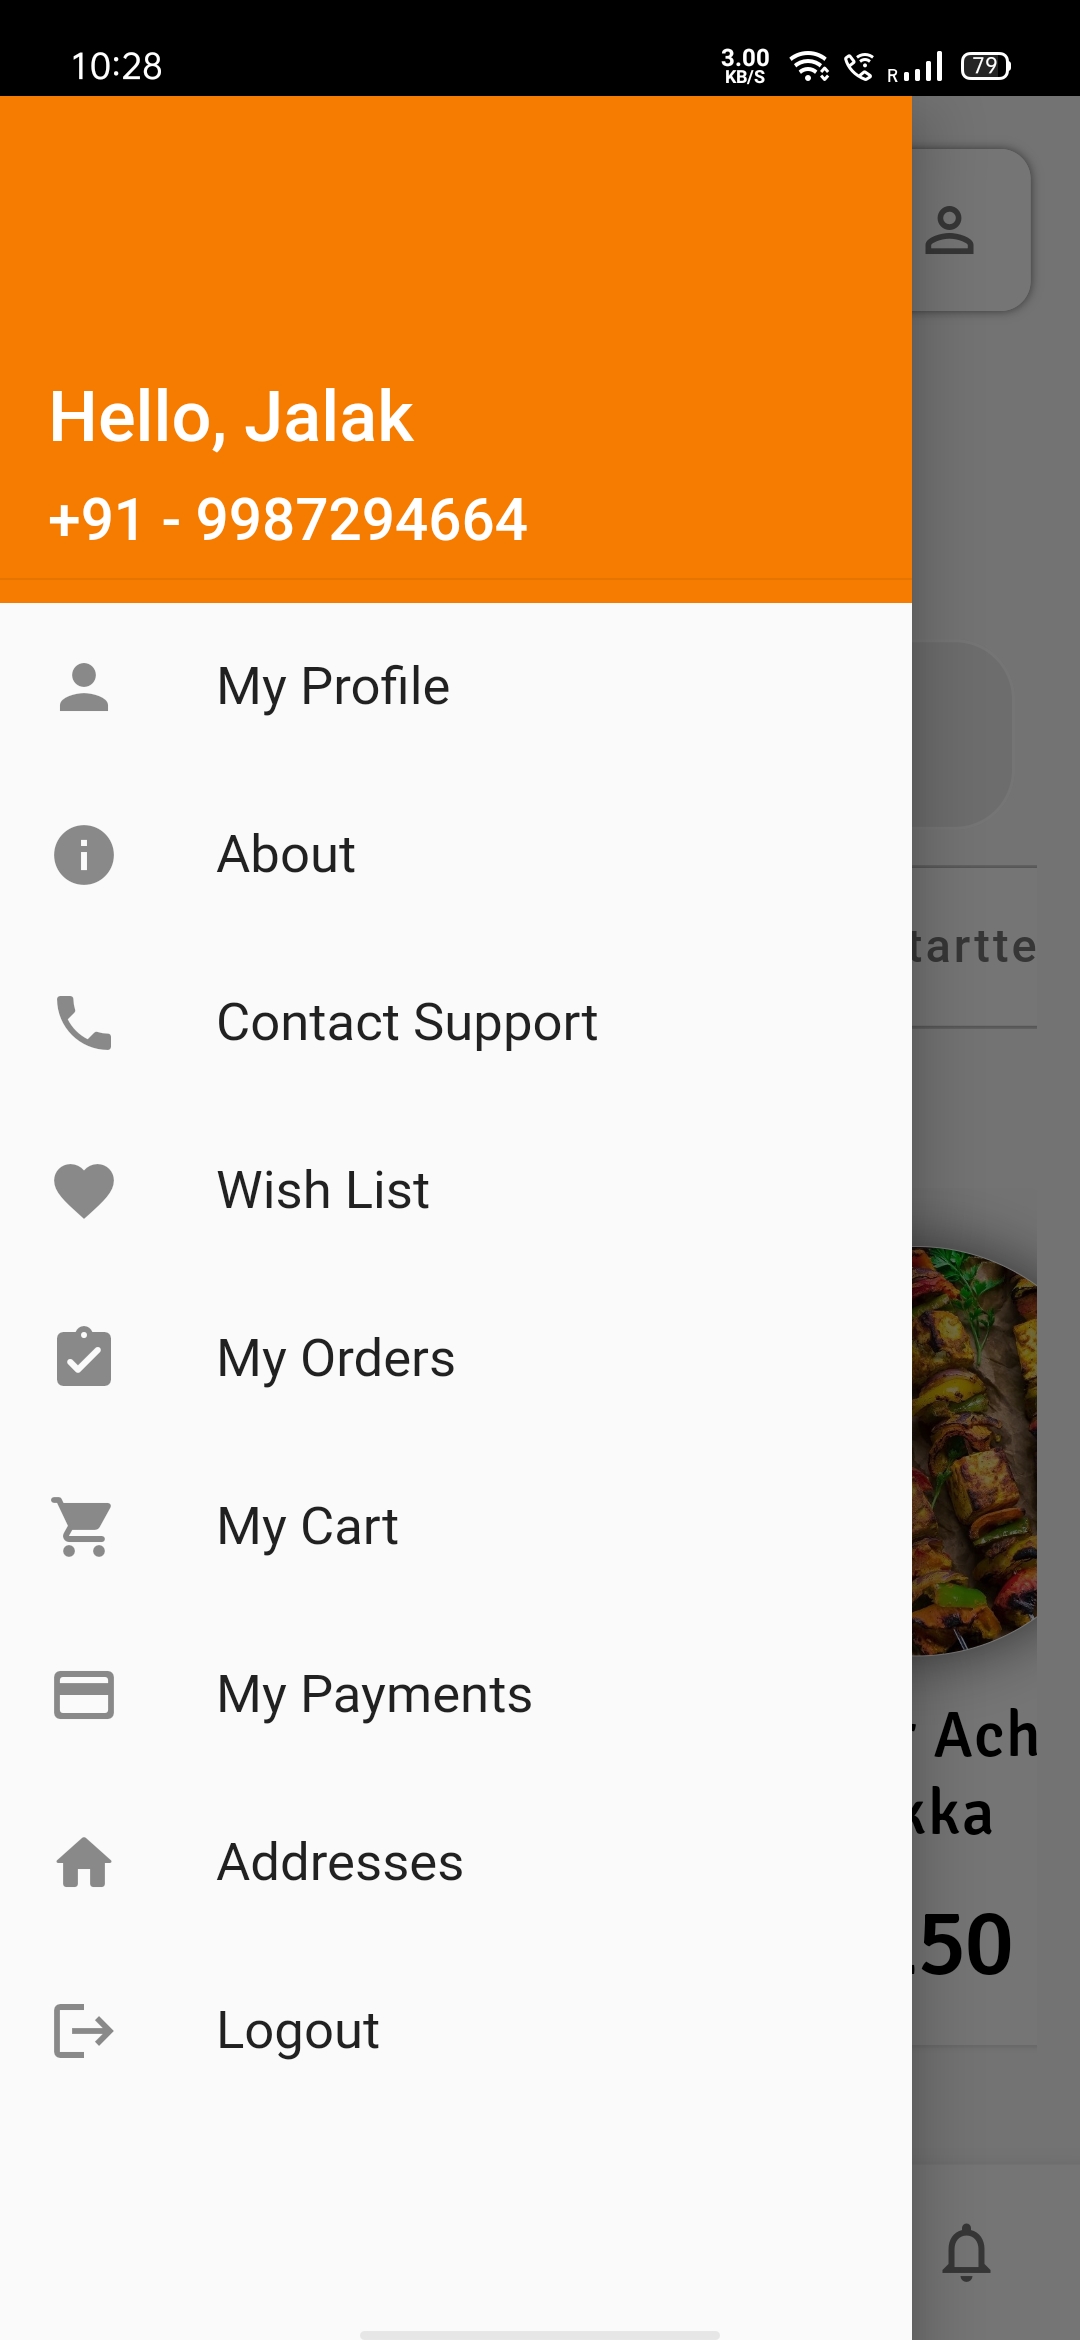 10:28
3.00
KB/S
R
79
Hello, Jalak
+91 - 9987294664
My Profile
About
Contact Support
tartte
Wish List
My Orders
My Cart
My Payments
Ach
kka
Addresses
50
Logout